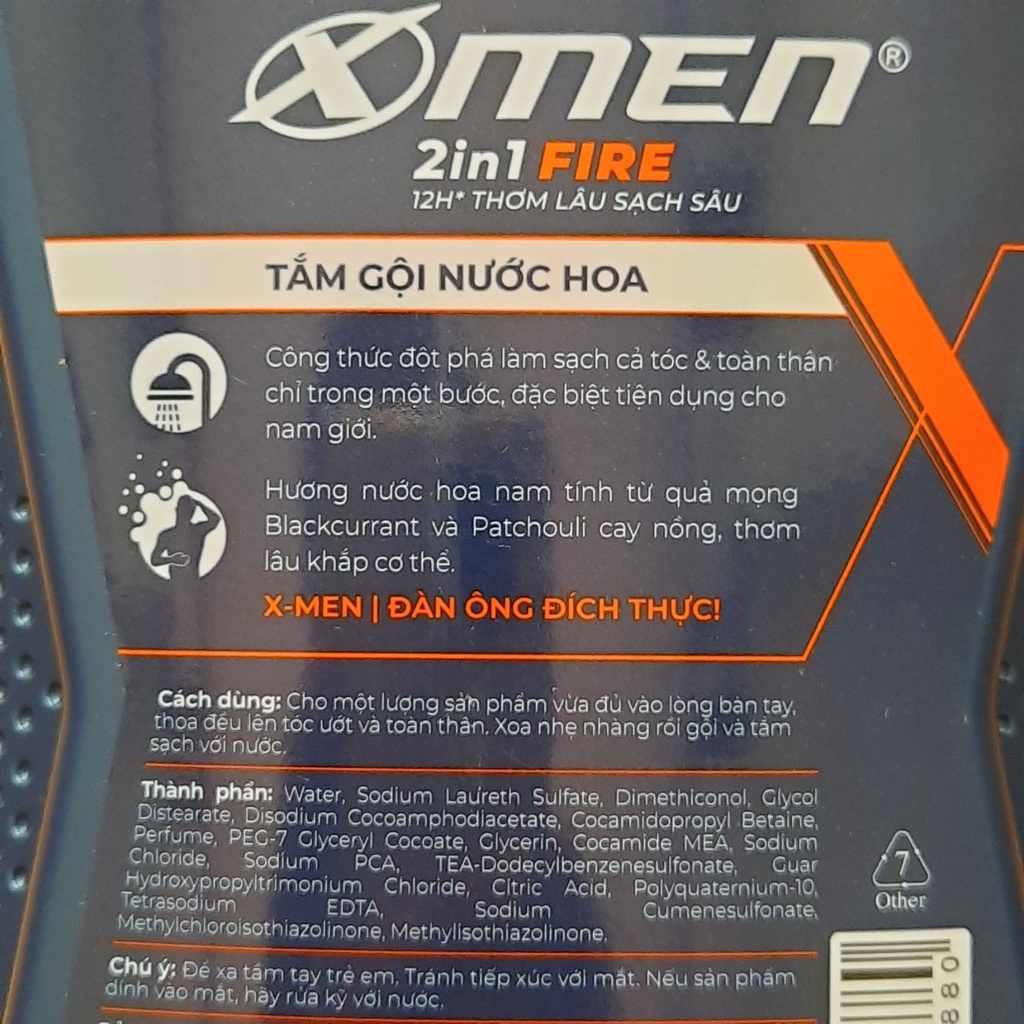 X-MEN®
2in1 FIRE
12H* THƠM LÂU SẠCH SÂU
TẮM GỘI NƯỚC HOA
Công thức đột phá làm sạch cả tóc & toàn thân
chỉ trong một bước, đặc biệt tiện dụng cho
nam giới.
Hương nước hoa nam tính từ quả mọng
Blackcurrant và Patchouli cay nồng, thơm
lâu khắp cơ thể.
X-MEN | ĐÀN ÔNG ĐÍCH THỰC!
Cách dùng: Cho một lượng sản phẩm vừa đủ vào lòng bàn tay,
thoa đều lên tóc ướt và toàn thân. Xoa nhẹ nhàng rồi gội và tắm
sạch với nước.
Thành phần: Water, Sodium Laureth Sulfate, Dimethiconol, Glycol
Distearate, Disodium Cocoamphodiacetate, Cocamidopropyl Betaine,
Perfume, PEG-7 Glyceryl Cocoate, Glycerin, Cocamide MEA, Sodium
Chloride, Sodium PCA, TEA-Dodecylbenzenesulfonate, Guar
Hydroxypropyltrimonium Chloride, Citric Acid, Polyquaternium-10,
Tetrasodium EDTA, Sodium Cumenesulfonate,
Methylchloroisothiazolinone, Methylisothiazolinone.
7
Other
Chú ý: Để xa tầm tay trẻ em. Tránh tiếp xúc với mắt. Nếu sản phẩm
dính vào mắt, hãy rửa kỹ với nước.
880